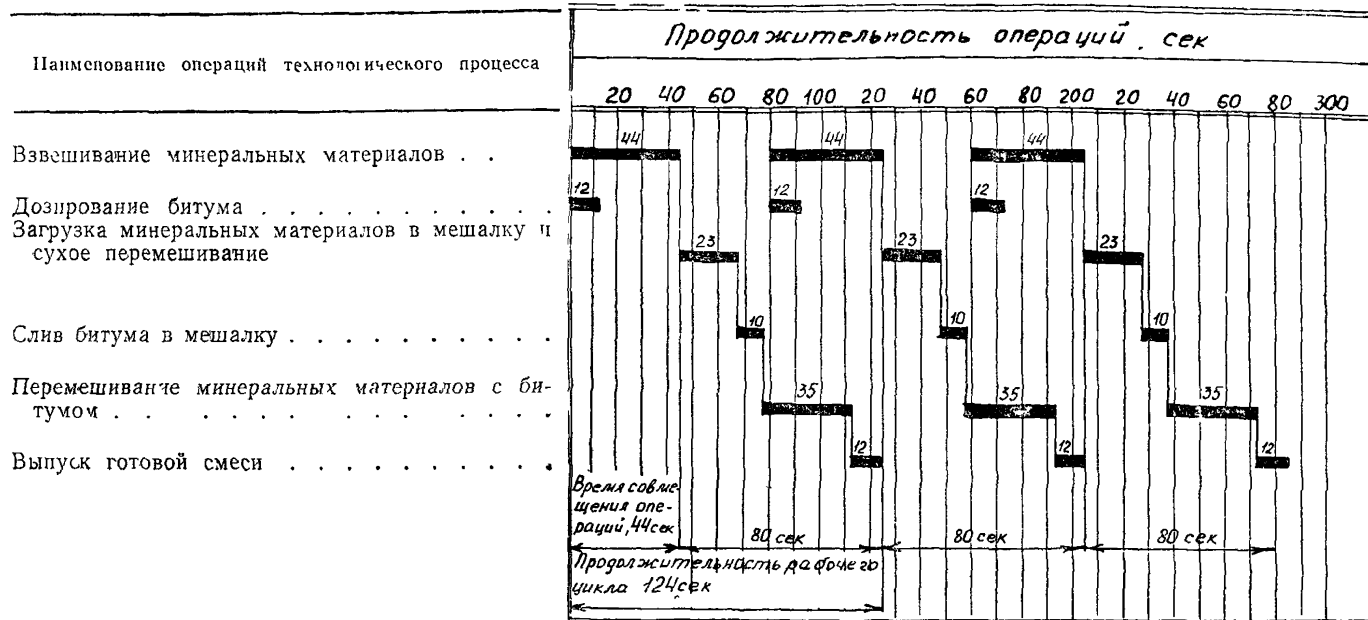 Наименование операций технологического процесса
Продолжительность операций, сек
20 40 60 80 100 20 40 60 80 200 20 40 60 80 300
Взвешивание минеральных материалов . .
44 44 44
Дозирование битума . . . . . . . . . . .
12 12 12
Загрузка минеральных материалов в мешалку и
сухое перемешивание
23 23 23
Слив битума в мешалку . . . . . . . . . .
10 10 10
Перемешивание минеральных материалов с би-
тумом . . . . . . . . .
35 35 35
Выпуск готовой смеси . . . . . . . . . .
12 12 12
Время совме-
щения опе-
раций, 44 сек
80 сек 80 сек 80 сек
Продолжительность рабочего
цикла 124 сек